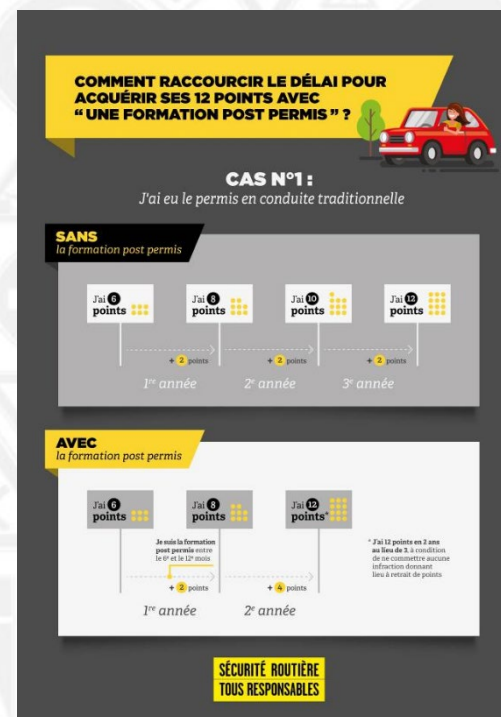 COMMENT RACCOURCIR LE DÉLAI POUR
ACQUÉRIR SES 12 POINTS AVEC
“ UNE FORMATION POST PERMIS ” ?
CAS N°1 :
J'ai eu le permis en conduite traditionnelle
SANS
la formation post permis
J'ai 6
points
J'ai 8
points
J'ai 10
points
J'ai 12
points
+ 2 points
+ 2 points
+ 2 points
1re année
2e année
3e année
AVEC
la formation post permis
J'ai 6
points
J'ai 8
points
J'ai 12
points*
Je suis la formation
post permis entre
le 6e et le 12e mois
* J'ai 12 points en 2 ans
au lieu de 3, à condition
de ne commettre aucune
infraction donnant
lieu à retrait de points
+ 2 points
+ 4 points
1re année
2e année
SÉCURITÉ ROUTIÈRE
TOUS RESPONSABLES